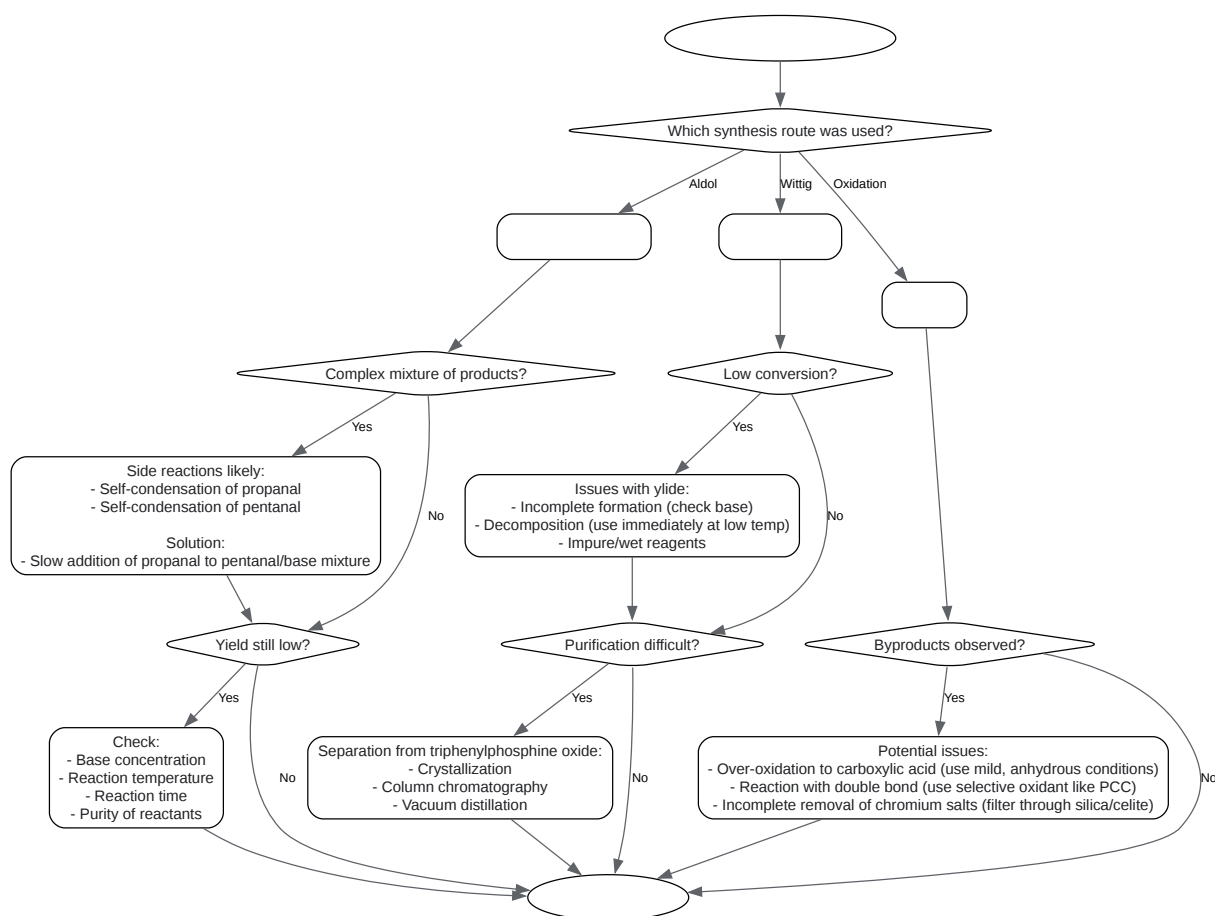 Which synthesis route was used?
Aldol
Wittig
Oxidation
Complex mixture of products?
Low conversion?
Yes
Yes
Side reactions likely:
- Self-condensation of propanal
- Self-condensation of pentanal
Solution:
- Slow addition of propanal to pentanal/base mixture
No
Issues with ylide:
- Incomplete formation (check base)
- Decomposition (use immediately at low temp)
- Impure/wet reagents
No
Yield still low?
Purification difficult?
Byproducts observed?
Yes
Yes
Yes
Check:
- Base concentration
- Reaction temperature
- Reaction time
- Purity of reactants
No
Separation from triphenylphosphine oxide:
- Crystallization
- Column chromatography
- Vacuum distillation
No
Potential issues:
- Over-oxidation to carboxylic acid (use mild, anhydrous conditions)
- Reaction with double bond (use selective oxidant like PCC)
- Incomplete removal of chromium salts (filter through silica/celite)
No